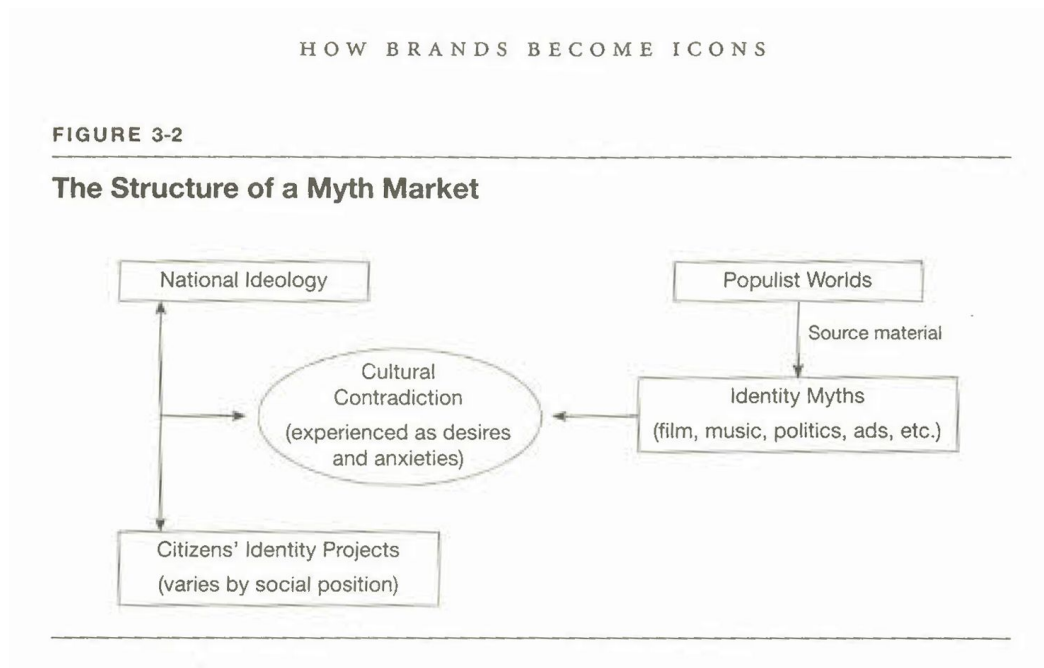 HOW BRANDS BECOME ICONS
FIGURE 3-2
The Structure of a Myth Market
National Ideology
Populist Worlds
Source material
Cultural
Contradiction
(experienced as desires
and anxieties)
Identity Myths
(film, music, politics, ads, etc.)
Citizens' Identity Projects
(varies by social position)